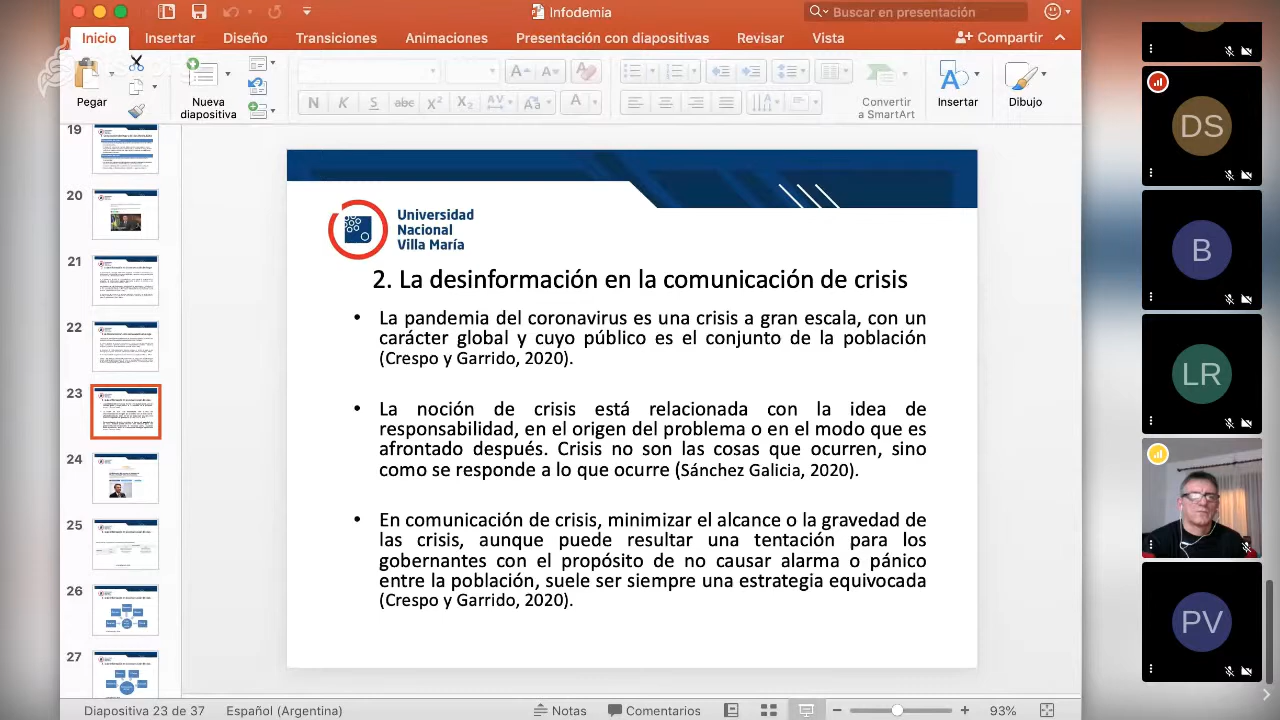 Infodemia
Buscar en presentación
Inicio
Insertar
Diseño
Transiciones
Animaciones
Presentación con diapositivas
Revisar
Vista
Compartir
Pegar
Nueva
diapositiva
N K S abc X² X₂
Convertir
a SmartArt
Insertar
Dibujo
19
20
21
22
23
24
25
26
27
Universidad
Nacional
Villa María
2. La desinformación en la comunicación de crisis
• La pandemia del coronavirus es una crisis a gran escala, con un
carácter global y cuyo público es el conjunto de la población
(Crespo y Garrido, 2020).
• La noción de crisis está relacionada con la idea de
responsabilidad, en el origen del problema o en el modo que es
afrontado después. Crisis no son las cosas que ocurren, sino
como se responde a lo que ocurre (Sánchez Galicia, 2020).
• En comunicación de crisis, minimizar el alcance o la gravedad de
las crisis, aunque puede resultar una tentación para los
gobernantes con el propósito de no causar alarma o pánico
entre la población, suele ser siempre una estrategia equivocada
(Crespo y Garrido, 2020).
DS
B
LR
PV
Diapositiva 23 de 37
Español (Argentina)
Notas
Comentarios
93%